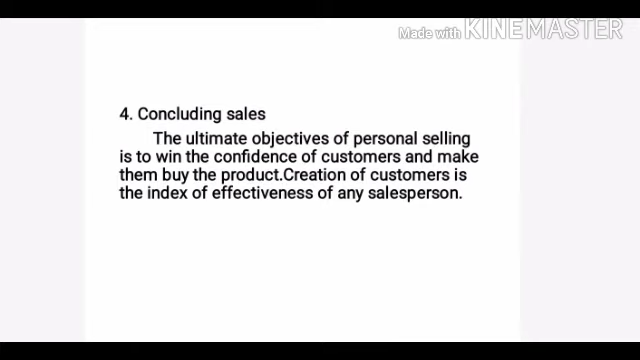 Made with KINEMASTER
4. Concluding sales
The ultimate objectives of personal selling
is to win the confidence of customers and make
them buy the product.Creation of customers is
the index of effectiveness of any salesperson.